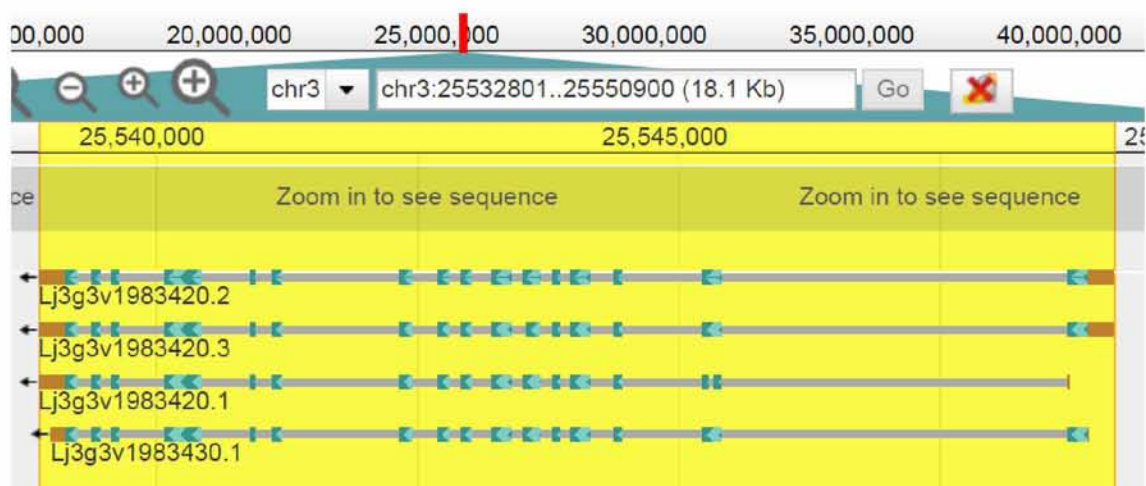 00,000 20,000,000 25,000,000 30,000,000 35,000,000 40,000,000
chr3 chr3:25532801..25550900 (18.1 Kb) Go
25,540,000 25,545,000 25
ce Zoom in to see sequence Zoom in to see sequence
Lj3g3v1983420.2
Lj3g3v1983420.3
Lj3g3v1983420.1
Lj3g3v1983430.1